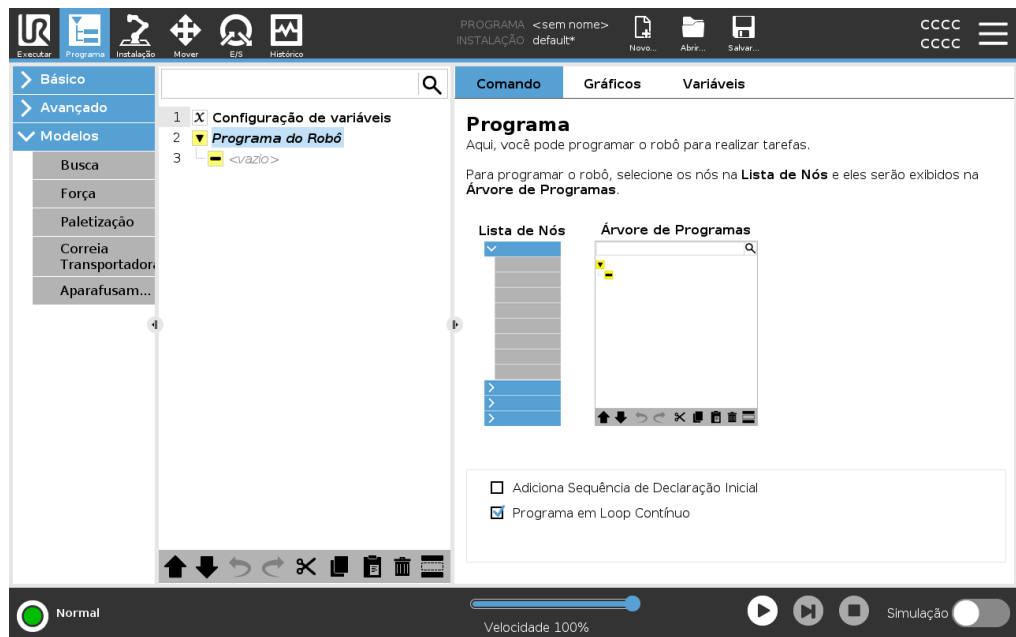 PROGRAMA <sem nome>
INSTALAÇÃO default*
Executar Programa Instalação Mover E/S Histórico
Novo... Abrir... Salvar...
CCCC
CCCC
Básico
Avançado
Modelos
Busca
Força
Paletização
Correia
Transportadora
Aparafusam...
1 x Configuração de variáveis
2 Programa do Robô
3 <vazio>
Comando Gráficos Variáveis
Programa
Aqui, você pode programar o robô para realizar tarefas.
Para programar o robô, selecione os nós na Lista de Nós e eles serão exibidos na
Árvore de Programas.
Lista de Nós Árvore de Programas
Adiciona Sequência de Declaração Inicial
Programa em Loop Contínuo
Normal
Velocidade 100%
Simulação